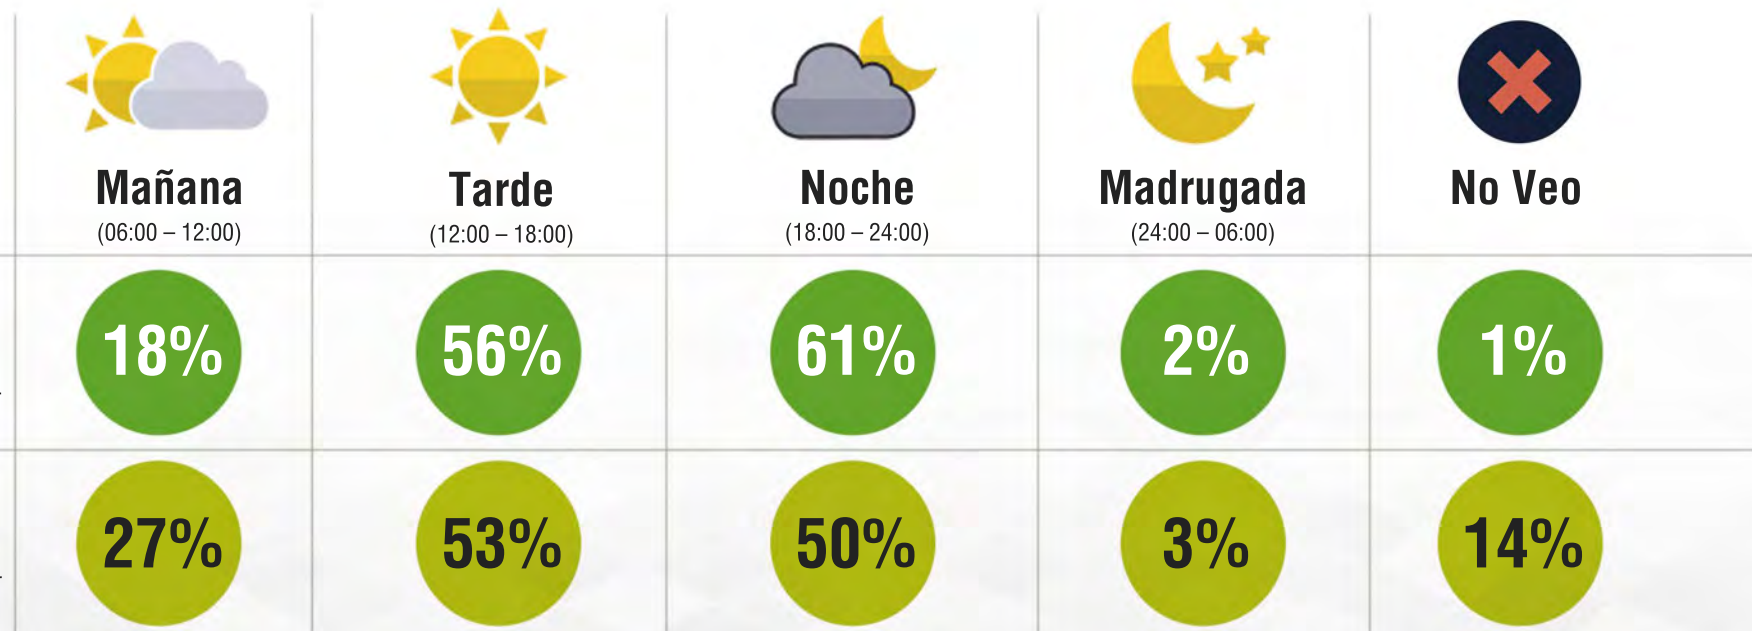 Mañana Tarde Noche Madrugada No Veo
(06:00 – 12:00) (12:00 – 18:00) (18:00 – 24:00) (24:00 – 06:00)
18% 56% 61% 2% 1%
27% 53% 50% 3% 14%